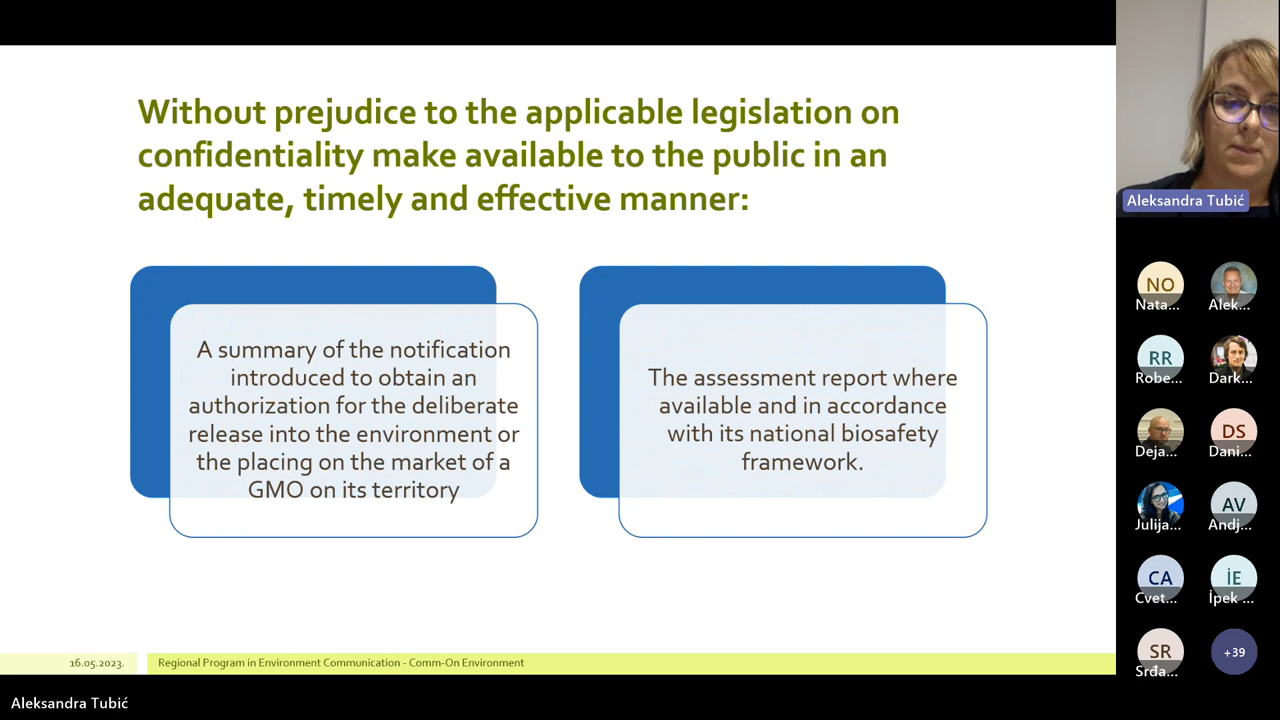 Without prejudice to the applicable legislation on
confidentiality make available to the public in an
adequate, timely and effective manner:
A summary of the notification
introduced to obtain an
authorization for the deliberate
release into the environment or
the placing on the market of a
GMO on its territory
The assessment report where
available and in accordance
with its national biosafety
framework.
16.05.2023.
Regional Program in Environment Communication - Comm-On Environment
Aleksandra Tubić
Aleksandra Tubić
NO
Nata...
Alek...
RR
Robe...
Dark...
Deja...
DS
Dani...
Julija...
AV
Andj...
CA
Cvet...
İE
İpek ...
SR
Srđa...
+39